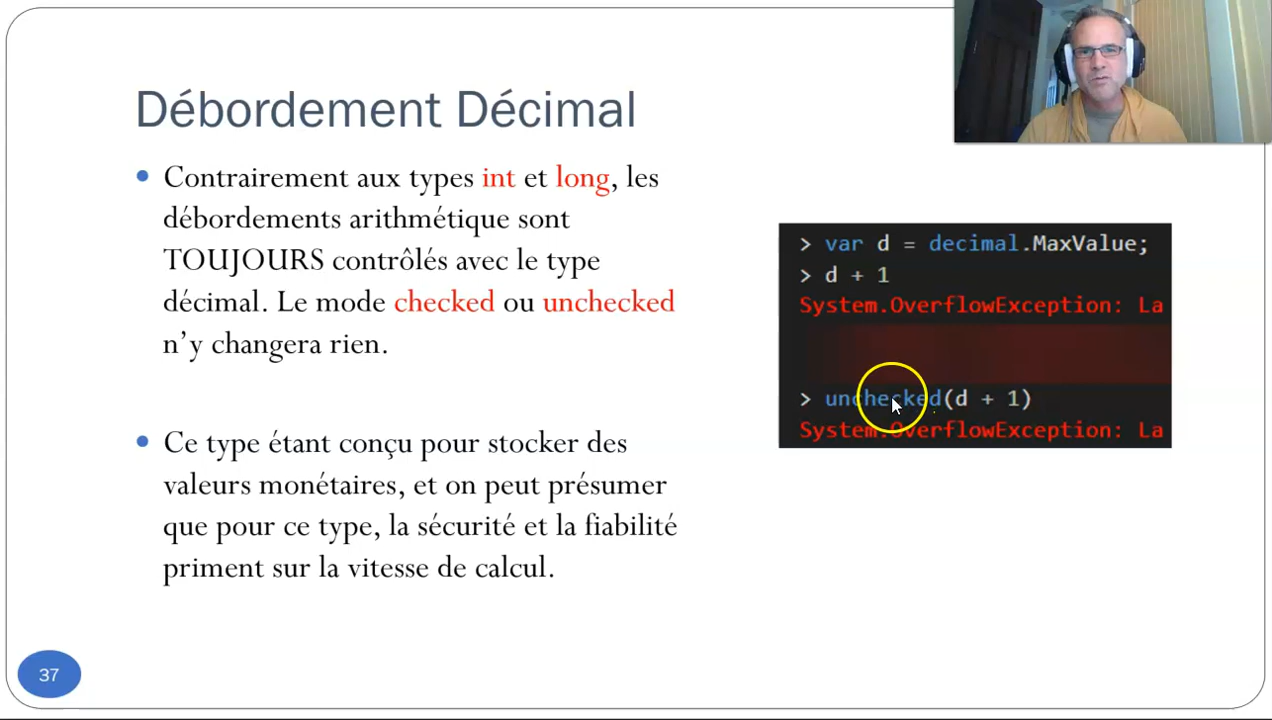 Débordement Décimal
• Contrairement aux types int et long, les
débordements arithmétique sont
TOUJOURS contrôlés avec le type
décimal. Le mode checked ou unchecked
n’y changera rien.
• Ce type étant conçu pour stocker des
valeurs monétaires, et on peut présumer
que pour ce type, la sécurité et la fiabilité
priment sur la vitesse de calcul.
> var d = decimal.MaxValue;
> d + 1
System.OverflowException: La
> unchecked(d + 1)
System.OverflowException: La
37